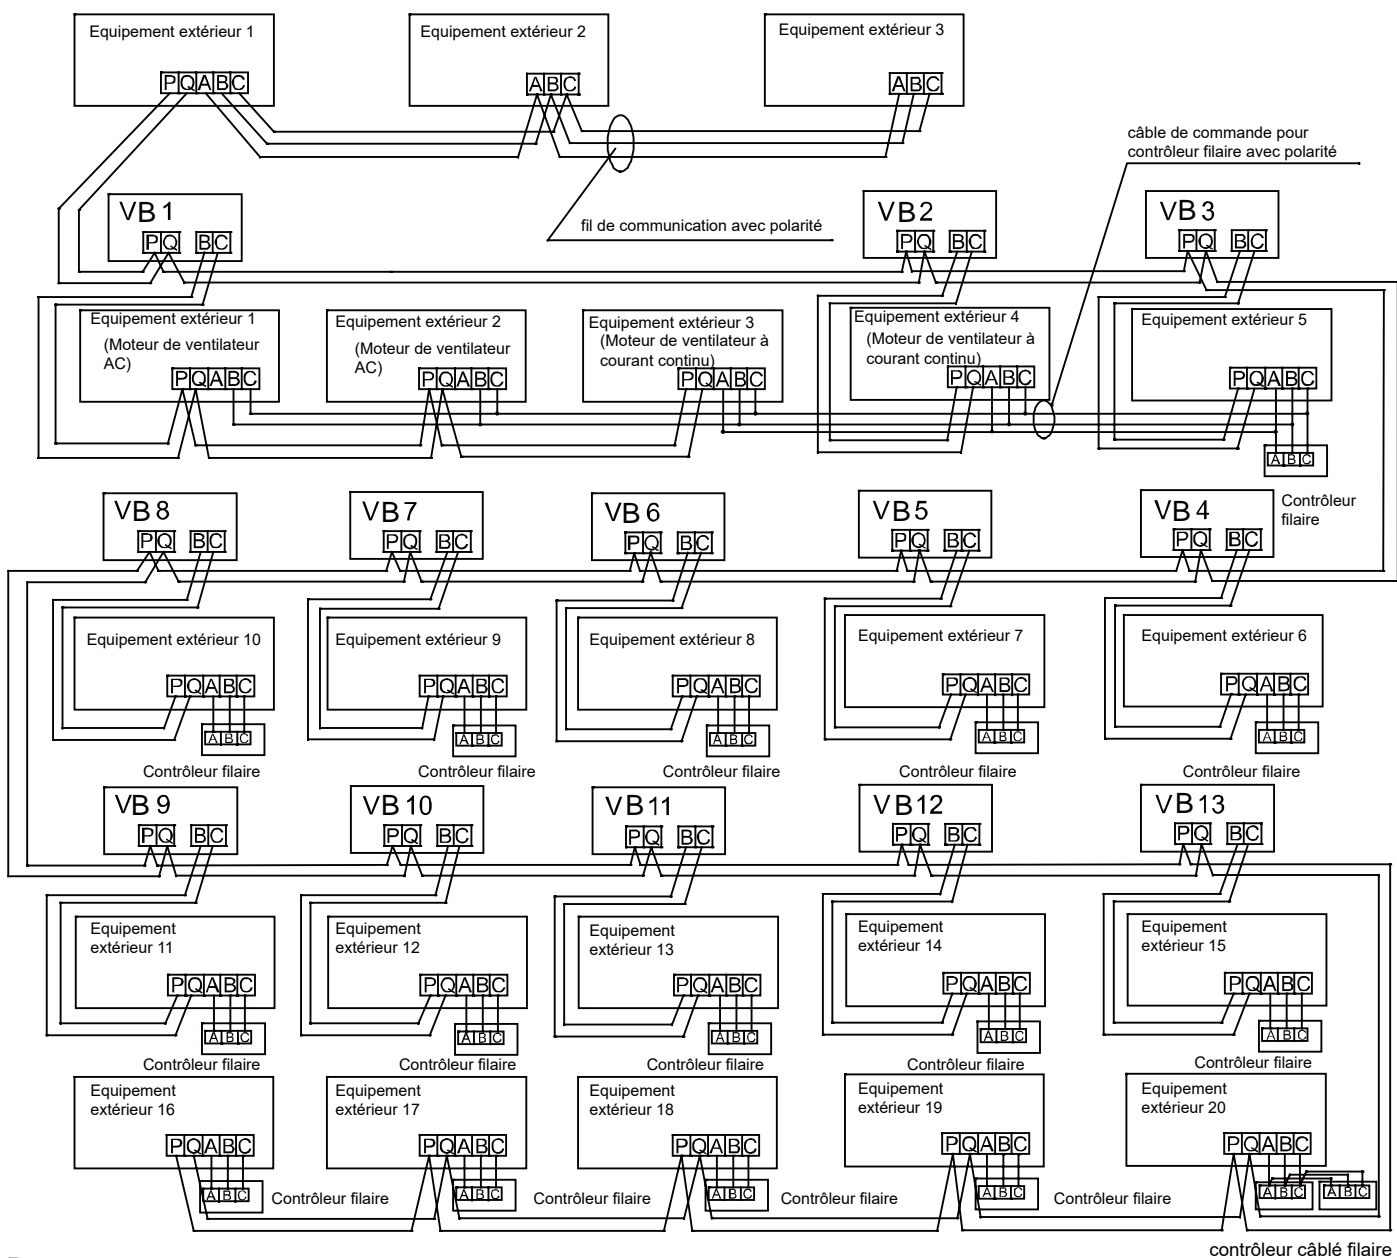 Equipement extérieur 1
Equipement extérieur 2
Equipement extérieur 3
PQABC
ABC
ABC
câble de commande pour
contrôleur filaire avec polarité
VB 1
VB 2
VB 3
fil de communication avec polarité
PQ BC
PQ BC
PQ BC
Equipement extérieur 1
(Moteur de ventilateur
AC)
PQABC
Equipement extérieur 2
(Moteur de ventilateur
AC)
PQABC
Equipement extérieur 3
(Moteur de ventilateur à
courant continu)
PQABC
Equipement extérieur 4
(Moteur de ventilateur à
courant continu)
PQABC
Equipement extérieur 5
PQABC
ABC
Contrôleur
filaire
VB 8
VB 7
VB 6
VB 5
VB 4
PQ BC
PQ BC
PQ BC
PQ BC
PQ BC
Equipement extérieur 10
Equipement extérieur 9
Equipement extérieur 8
Equipement extérieur 7
Equipement extérieur 6
PQABC
PQABC
PQABC
PQABC
PQABC
ABC
ABC
ABC
ABC
ABC
Contrôleur filaire
Contrôleur filaire
Contrôleur filaire
Contrôleur filaire
Contrôleur filaire
VB 9
VB 10
VB 11
VB 12
VB 13
PQ BC
PQ BC
PQ BC
PQ BC
PQ BC
Equipement
extérieur 11
Equipement
extérieur 12
Equipement
extérieur 13
Equipement
extérieur 14
Equipement
extérieur 15
PQABC
PQABC
PQABC
PQABC
PQABC
ABC
ABC
ABC
ABC
ABC
Contrôleur filaire
Contrôleur filaire
Contrôleur filaire
Contrôleur filaire
Contrôleur filaire
Equipement
extérieur 16
Equipement
extérieur 17
Equipement
extérieur 18
Equipement
extérieur 19
Equipement
extérieur 20
PQABC
PQABC
PQABC
PQABC
PQABC
ABC
Contrôleur filaire
ABC
Contrôleur filaire
ABC
Contrôleur filaire
ABC
Contrôleur filaire
ABC
ABC
contrôleur câblé filaire